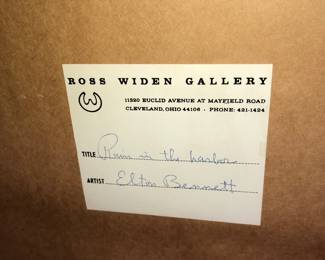 ROSS WIDEN GALLERY
11320 EUCLID AVENUE AT MAYFIELD ROAD
CLEVELAND, OHIO 44106 - PHONE: 421-1424
TITLE Rain in the harbor
ARTIST Elton Bennett